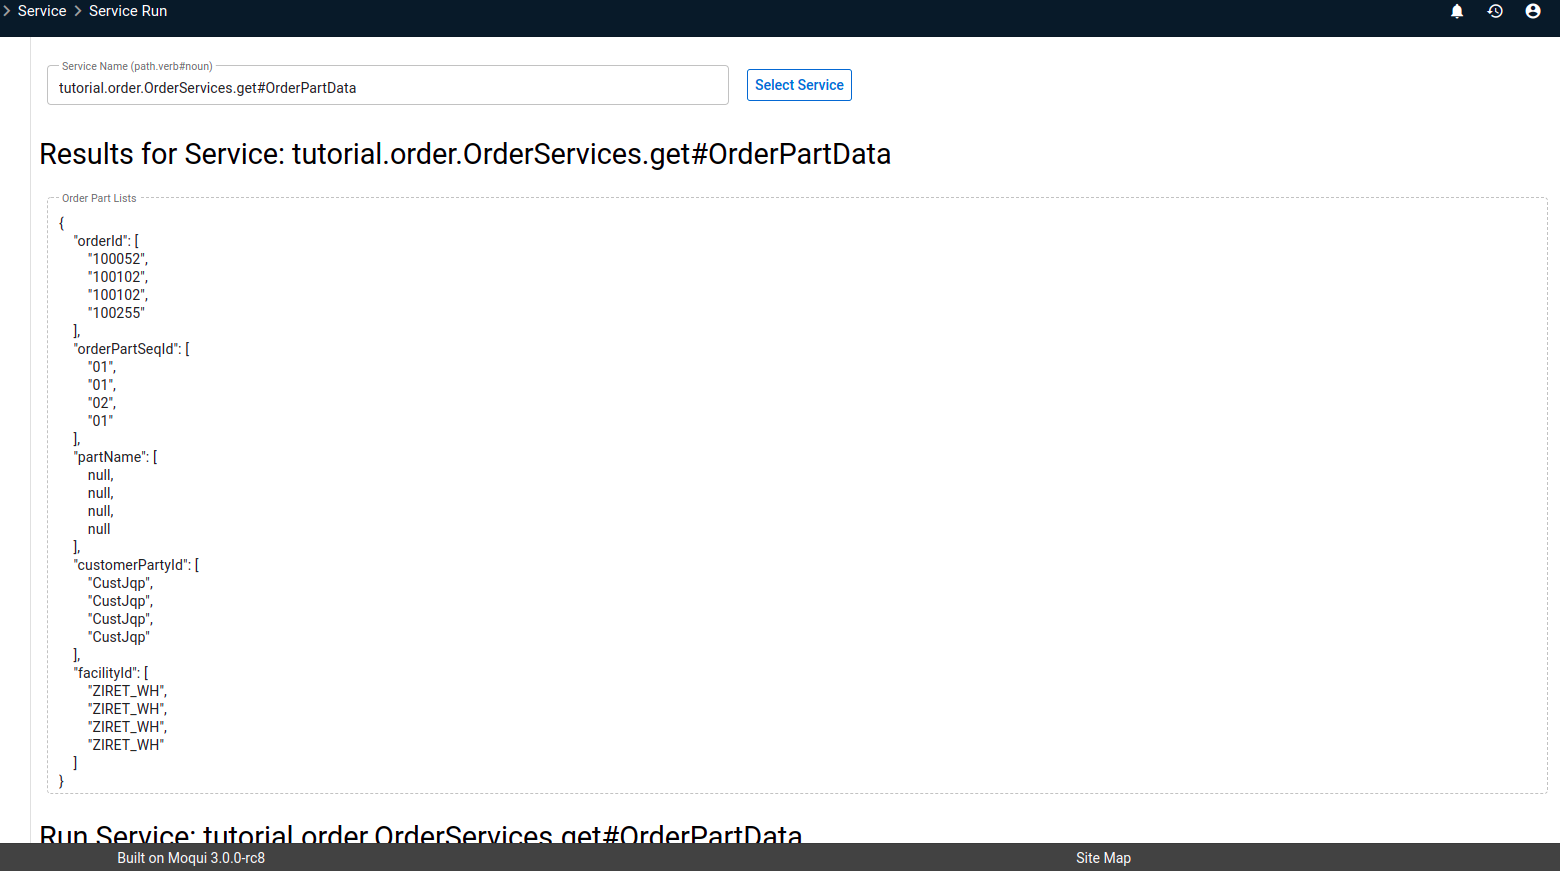 Service Service Run
Service Name (path.verb#noun)
tutorial.order.OrderServices.get#OrderPartData
Select Service
Results for Service: tutorial.order.OrderServices.get#OrderPartData
Order Part Lists
{
"orderId": [
"100052",
"100102",
"100102",
"100255"
],
"orderPartSeqId": [
"01",
"01",
"02",
"01"
],
"partName": [
null,
null,
null,
null
],
"customerPartyId": [
"CustJqp",
"CustJqp",
"CustJqp",
"CustJqp"
],
"facilityId": [
"ZIRET_WH",
"ZIRET_WH",
"ZIRET_WH",
"ZIRET_WH"
]
}
Run Service: tutorial.order.OrderServices.get#OrderPartData
Built on Moqui 3.0.0-rc8
Site Map